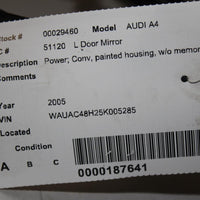 Stock # 00029460 Model AUDI A4
C # 51120 L Door Mirror
Description Power; Conv, painted housing, w/o memor
Comments
Year 2005
VIN WAUAC48H25K005285
Located
Condition
A B C
0000187641